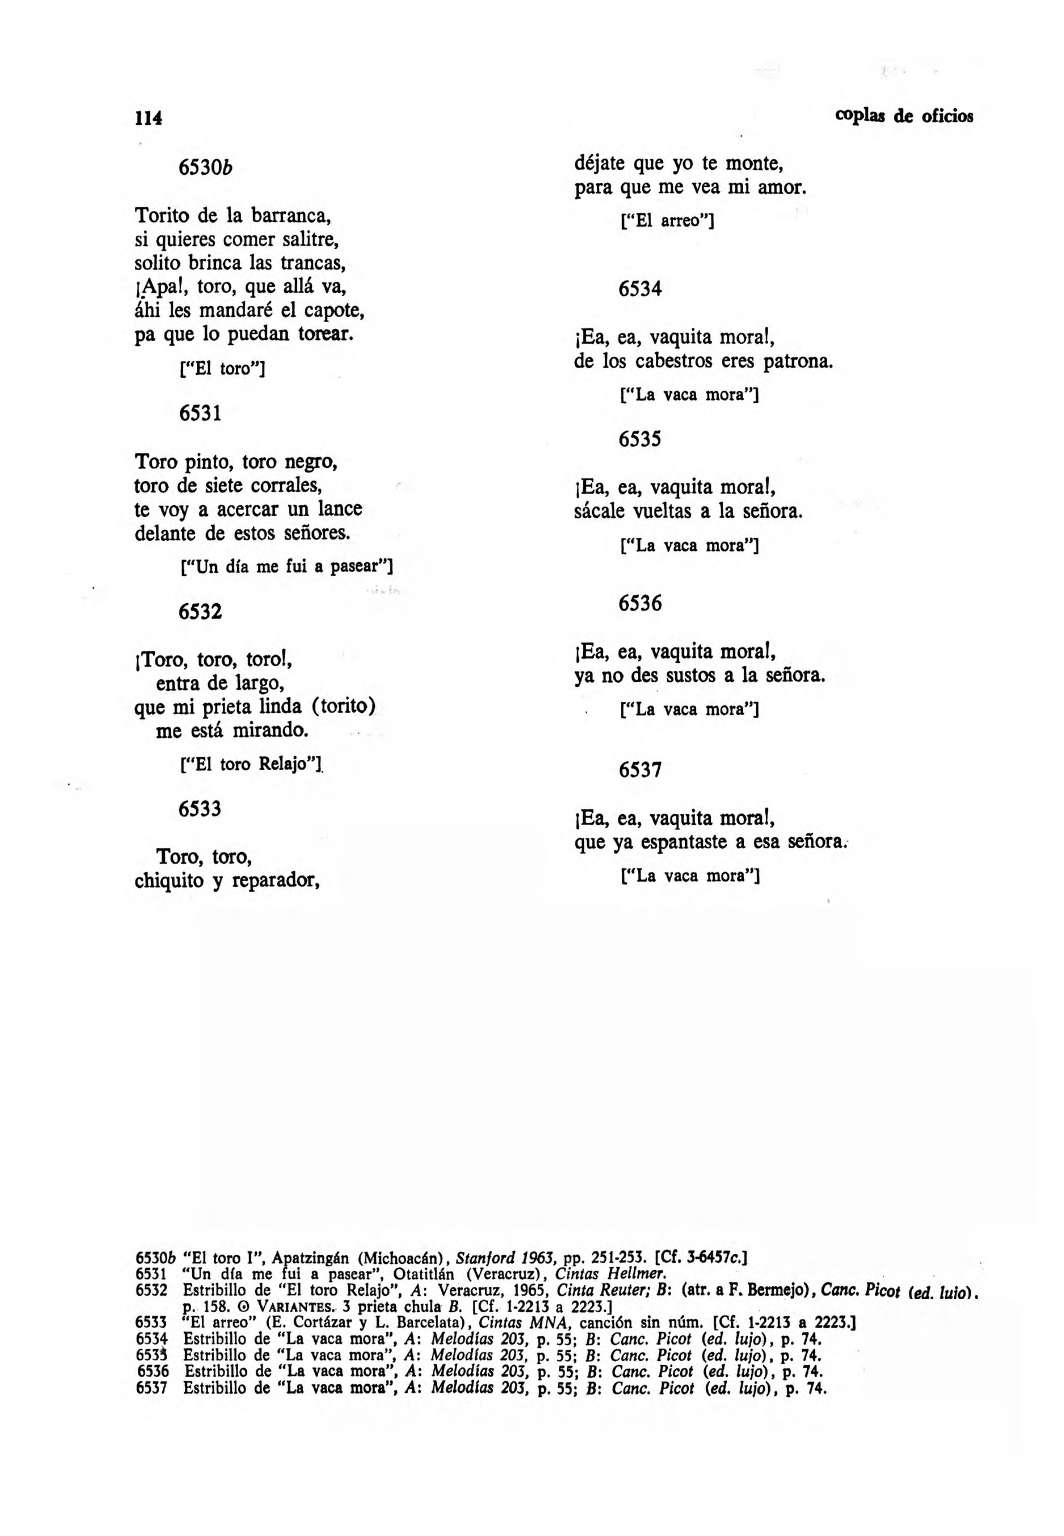 114
coplas de oficios
6530b
Torito de la barranca,
si quieres comer salitre,
solito brinca las trancas,
¡Apa!, toro, que allá va,
áhi les mandaré el capote,
pa que lo puedan torear.
["El toro"]
6531
Toro pinto, toro negro,
toro de siete corrales,
te voy a acercar un lance
delante de estos señores.
["Un día me fui a pasear"]
6532
¡Toro, toro, toro!,
entra de largo,
que mi prieta linda (torito)
me está mirando.
["El toro Relajo"]
6533
Toro, toro,
chiquito y reparador,
déjate que yo te monte,
para que me vea mi amor.
["El arreo"]
6534
¡Ea, ea, vaquita mora!,
de los cabestros eres patrona.
["La vaca mora"]
6535
¡Ea, ea, vaquita mora!,
sácale vueltas a la señora.
["La vaca mora"]
6536
¡Ea, ea, vaquita mora!,
ya no des sustos a la señora.
["La vaca mora"]
6537
¡Ea, ea, vaquita mora!,
que ya espantaste a esa señora.
["La vaca mora"]
6530b "El toro I", Apatzingán (Michoacán), Stanford 1963, pp. 251-253. [Cf. 3-6457c.]
6531 "Un día me fui a pasear", Otatitlán (Veracruz), Cintas Hellmer.
6532 Estribillo de "El toro Relajo", A: Veracruz, 1965, Cinta Reuter; B: (atr. a F. Bermejo), Canc. Picot (ed. lujo),
p. 158. ⊙ VARIANTES. 3 prieta chula B. [Cf. 1-2213 a 2223.]
6533 "El arreo" (E. Cortázar y L. Barcelata), Cintas MNA, canción sin núm. [Cf. 1-2213 a 2223.]
6534 Estribillo de "La vaca mora", A: Melodías 203, p. 55; B: Canc. Picot (ed. lujo), p. 74.
6535 Estribillo de "La vaca mora", A: Melodías 203, p. 55; B: Canc. Picot (ed. lujo), p. 74.
6536 Estribillo de "La vaca mora", A: Melodías 203, p. 55; B: Canc. Picot (ed. lujo), p. 74.
6537 Estribillo de "La vaca mora", A: Melodías 203, p. 55; B: Canc. Picot (ed. lujo), p. 74.